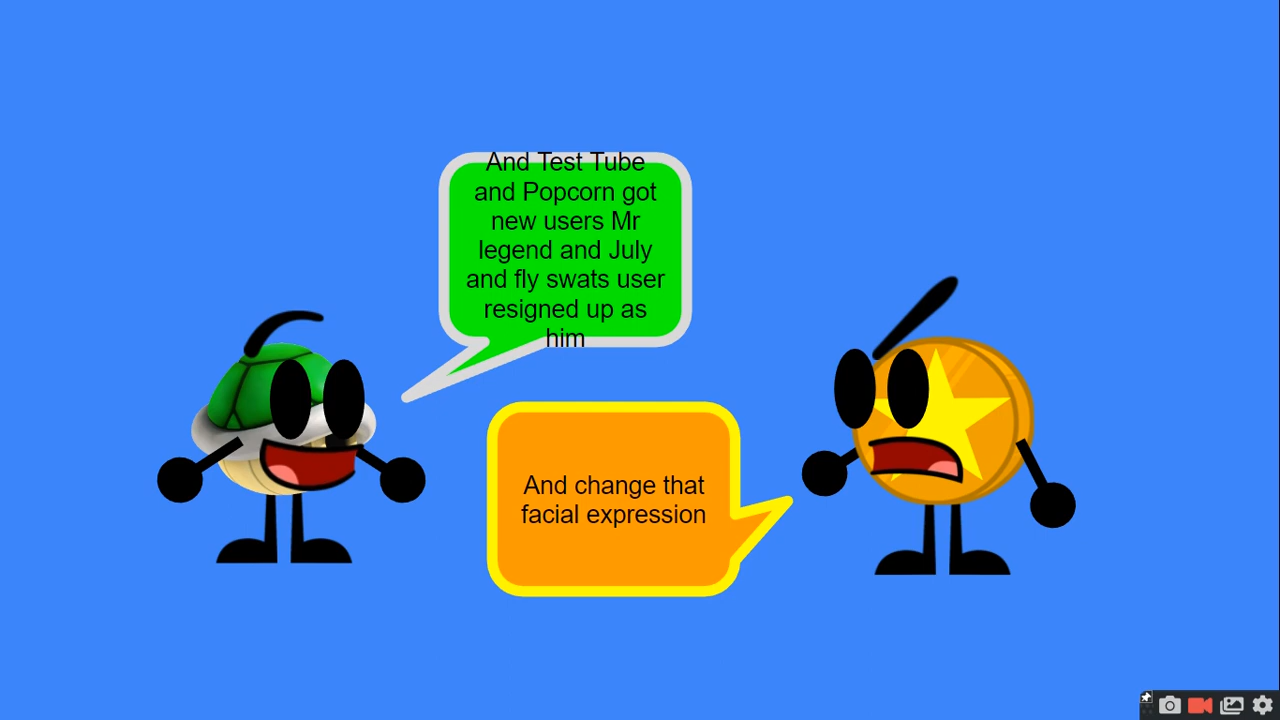 And Test Tube
and Popcorn got
new users Mr
legend and July
and fly swats user
resigned up as
him
And change that
facial expression